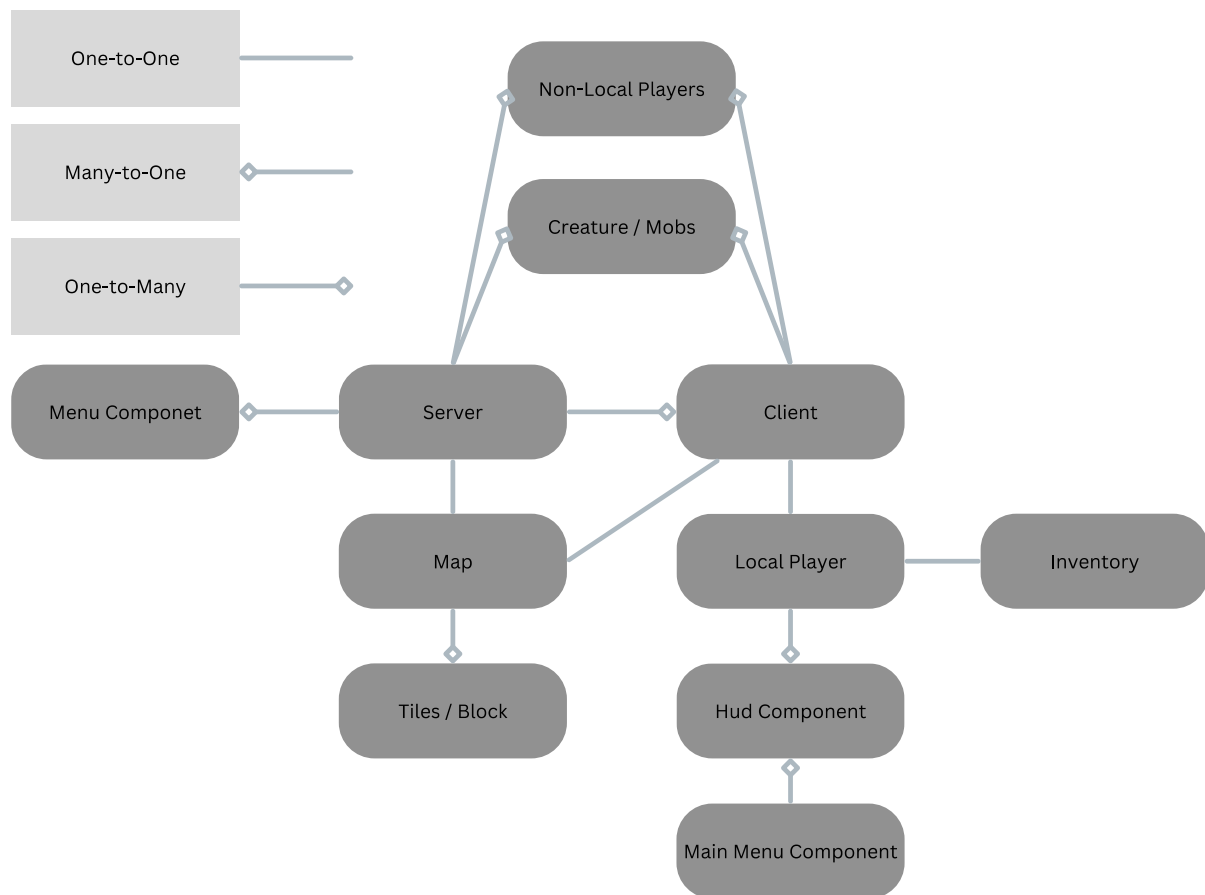 One-to-One
Many-to-One
One-to-Many
Non-Local Players
Creature / Mobs
Menu Componet
Server
Client
Map
Local Player
Inventory
Tiles / Block
Hud Component
Main Menu Component